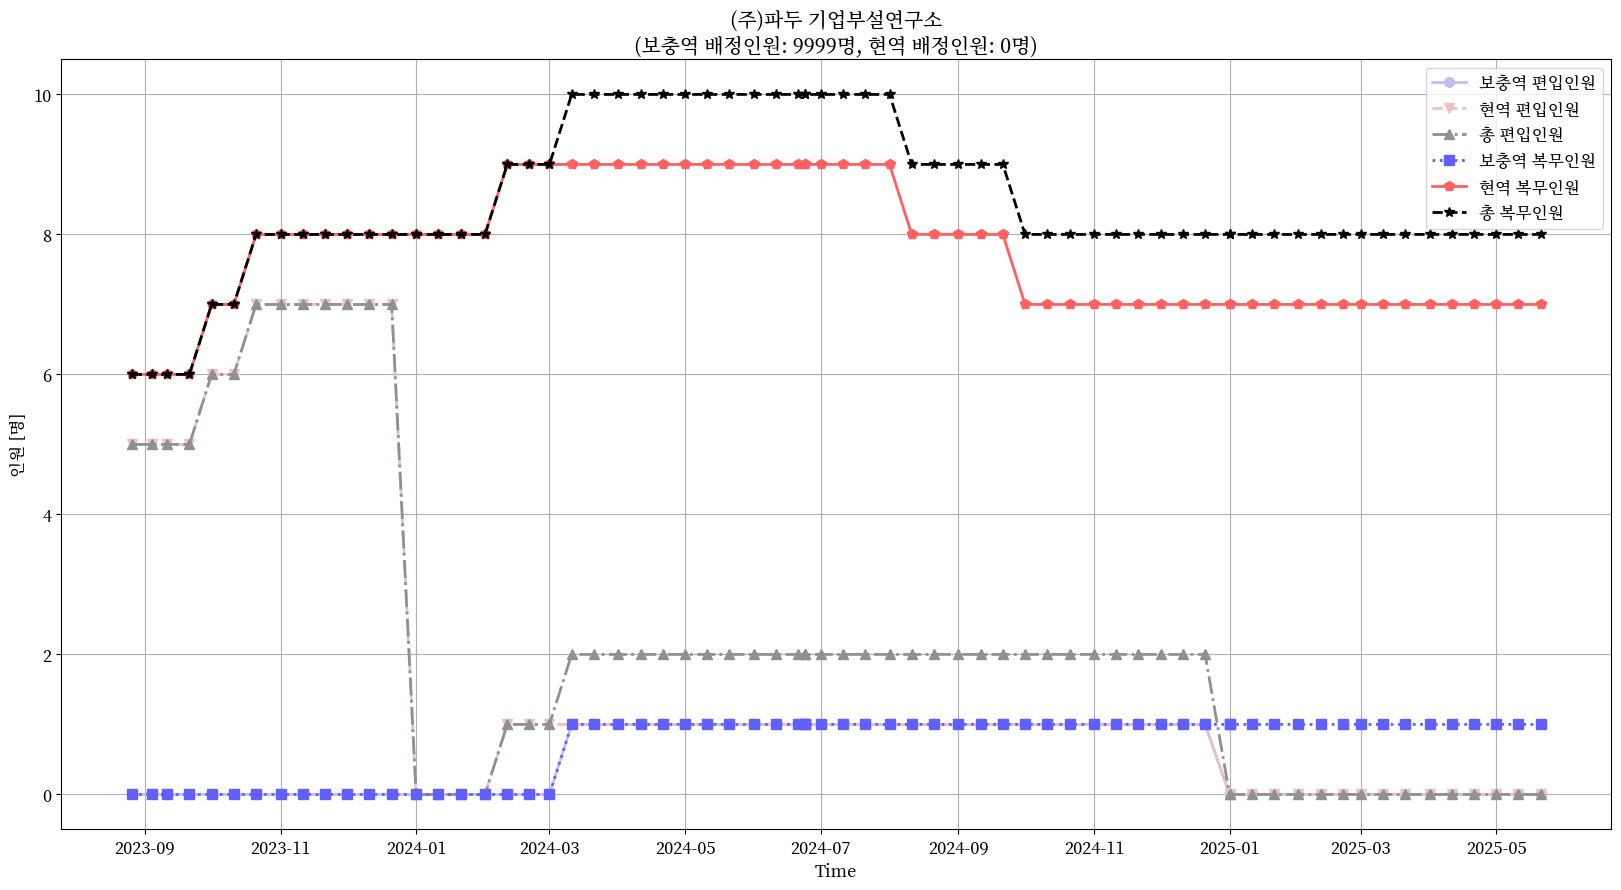 (주)파두 기업부설연구소
(보충역 배정인원: 9999명, 현역 배정인원: 0명)
보충역 편입인원
현역 편입인원
총 편입인원
보충역 복무인원
현역 복무인원
총 복무인원
인원 [명]
10
8
6
4
2
0
2023-09
2023-11
2024-01
2024-03
2024-05
2024-07
2024-09
2024-11
2025-01
2025-03
2025-05
Time